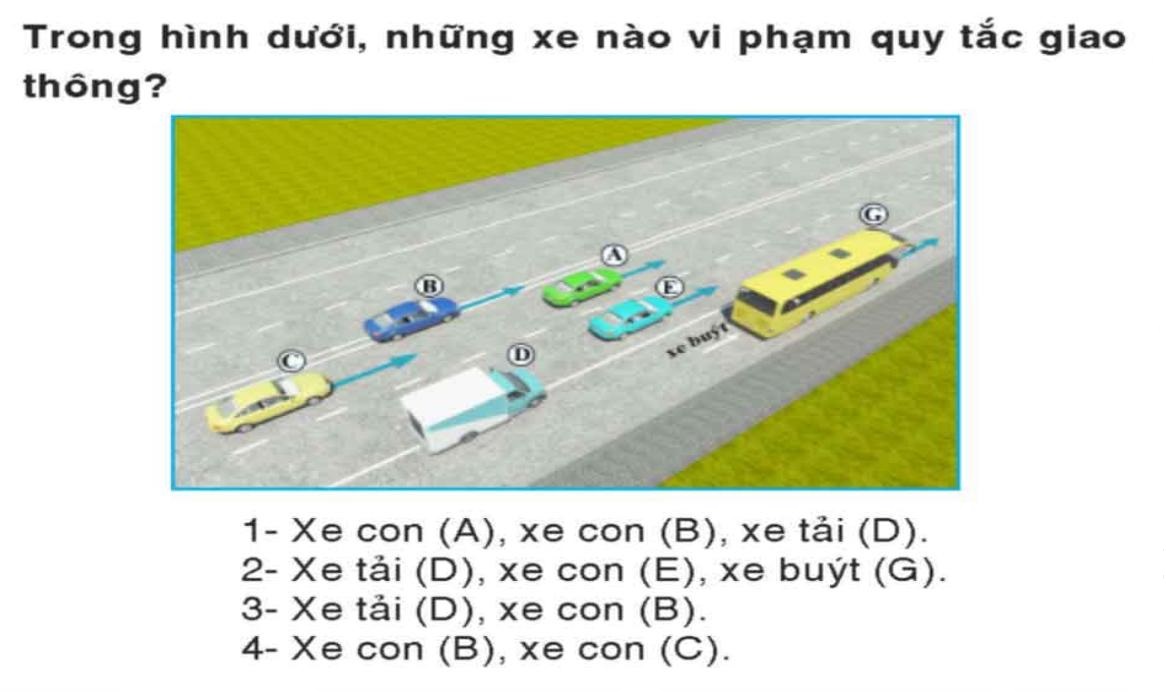 Trong hình dưới, những xe nào vi phạm quy tắc giao
thông?
G
A
B
E
xe buýt
D
C
1- Xe con (A), xe con (B), xe tải (D).
2- Xe tải (D), xe con (E), xe buýt (G).
3- Xe tải (D), xe con (B).
4- Xe con (B), xe con (C).